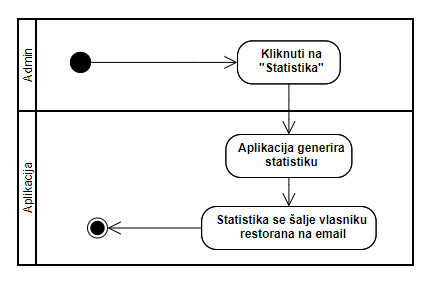 Admin
Kliknuti na
"Statistika"
Aplikacija
Aplikacija generira
statistiku
Statistika se šalje vlasniku
restorana na email